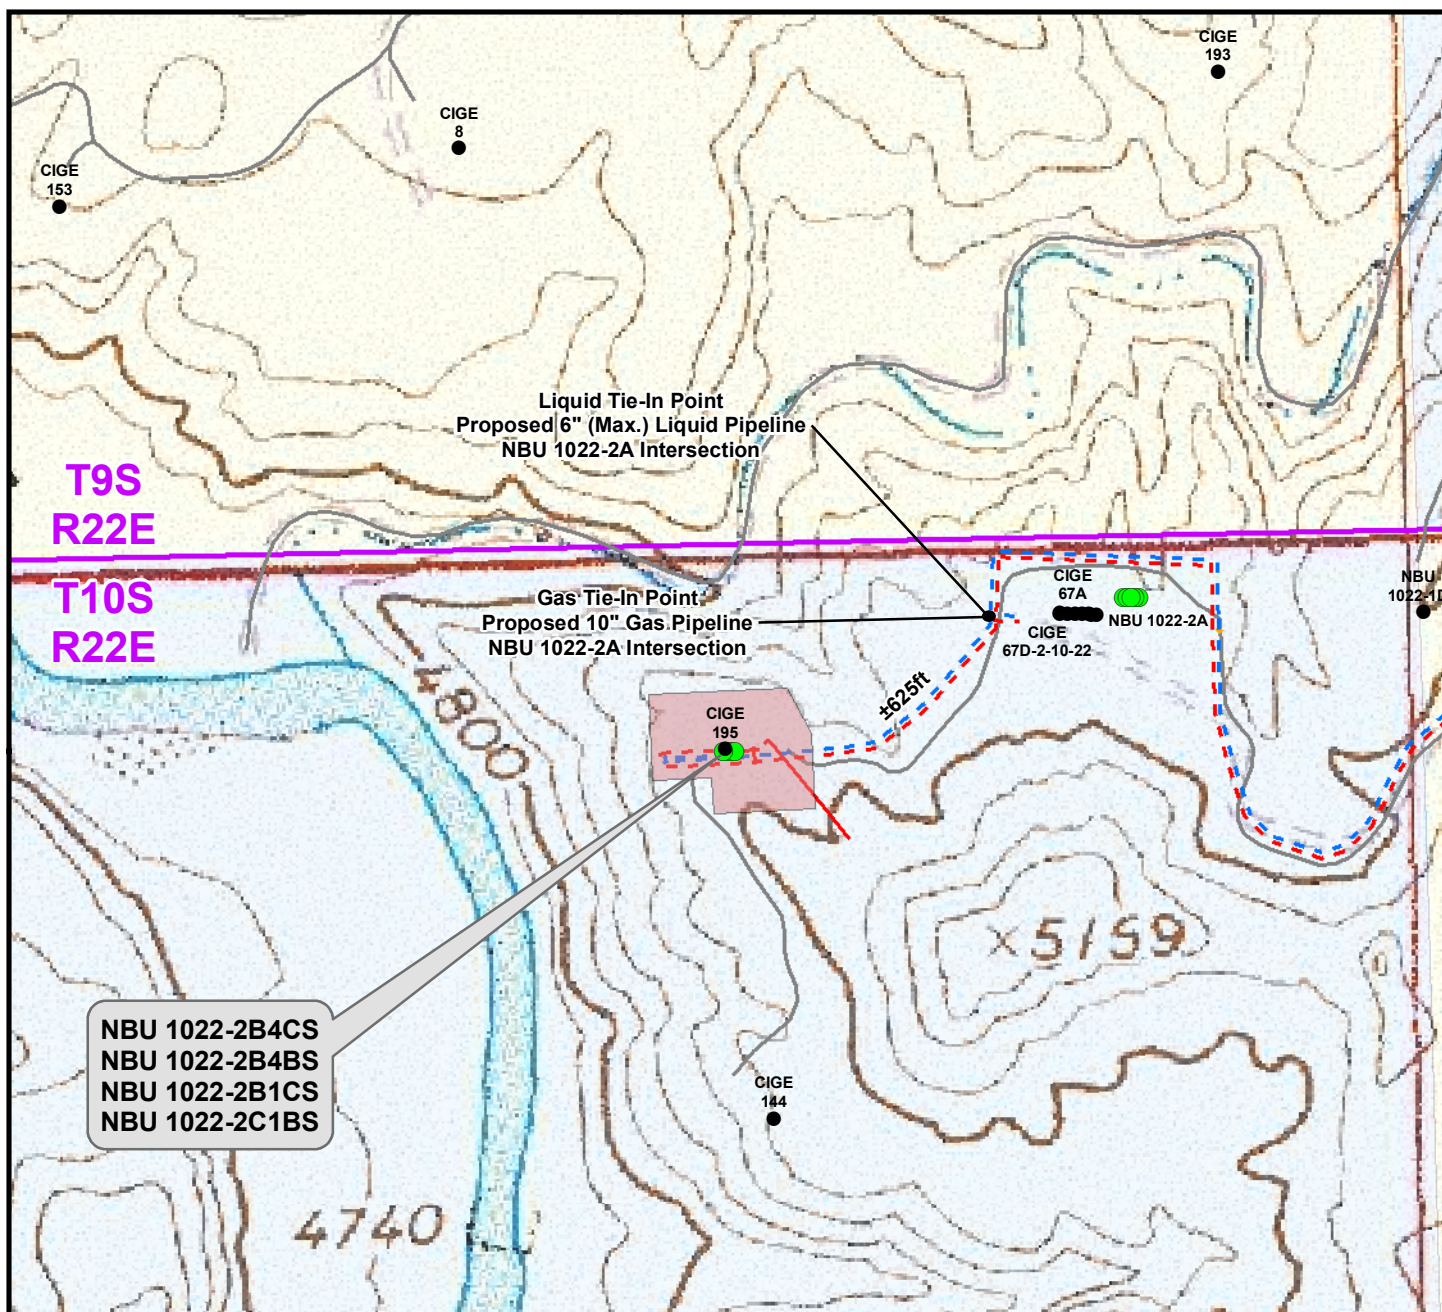 CIGE
193
CIGE
8
CIGE
153
Liquid Tie-In Point
Proposed 6" (Max.) Liquid Pipeline
NBU 1022-2A Intersection
T9S
R22E
T10S
R22E
Gas Tie-In Point
Proposed 10" Gas Pipeline
NBU 1022-2A Intersection
CIGE
67A
NBU 1022-2A
CIGE
67D-2-10-22
NBU
1022-1D
±625ft
4800
CIGE
195
×5159
NBU 1022-2B4CS
NBU 1022-2B4BS
NBU 1022-2B1CS
NBU 1022-2C1BS
CIGE
144
4740